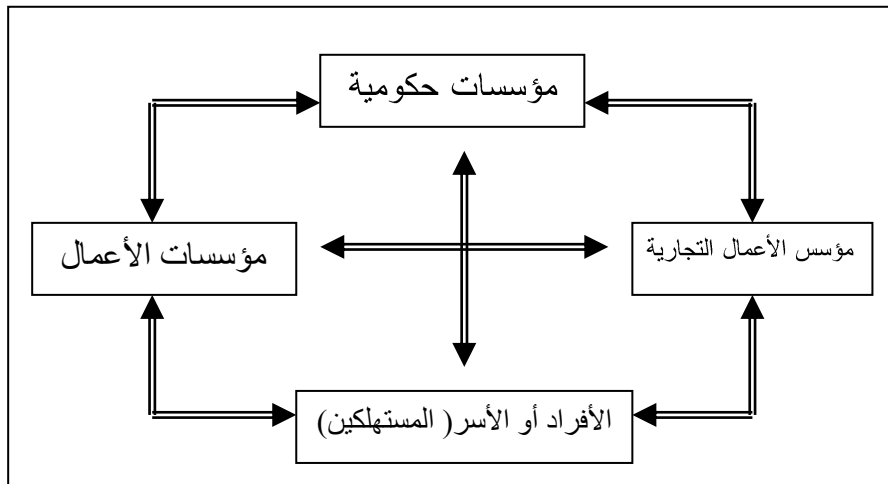 مؤسسات حكومية
مؤسس الأعمال التجارية
مؤسسات الأعمال
الأفراد أو الأسر( المستهلكين)